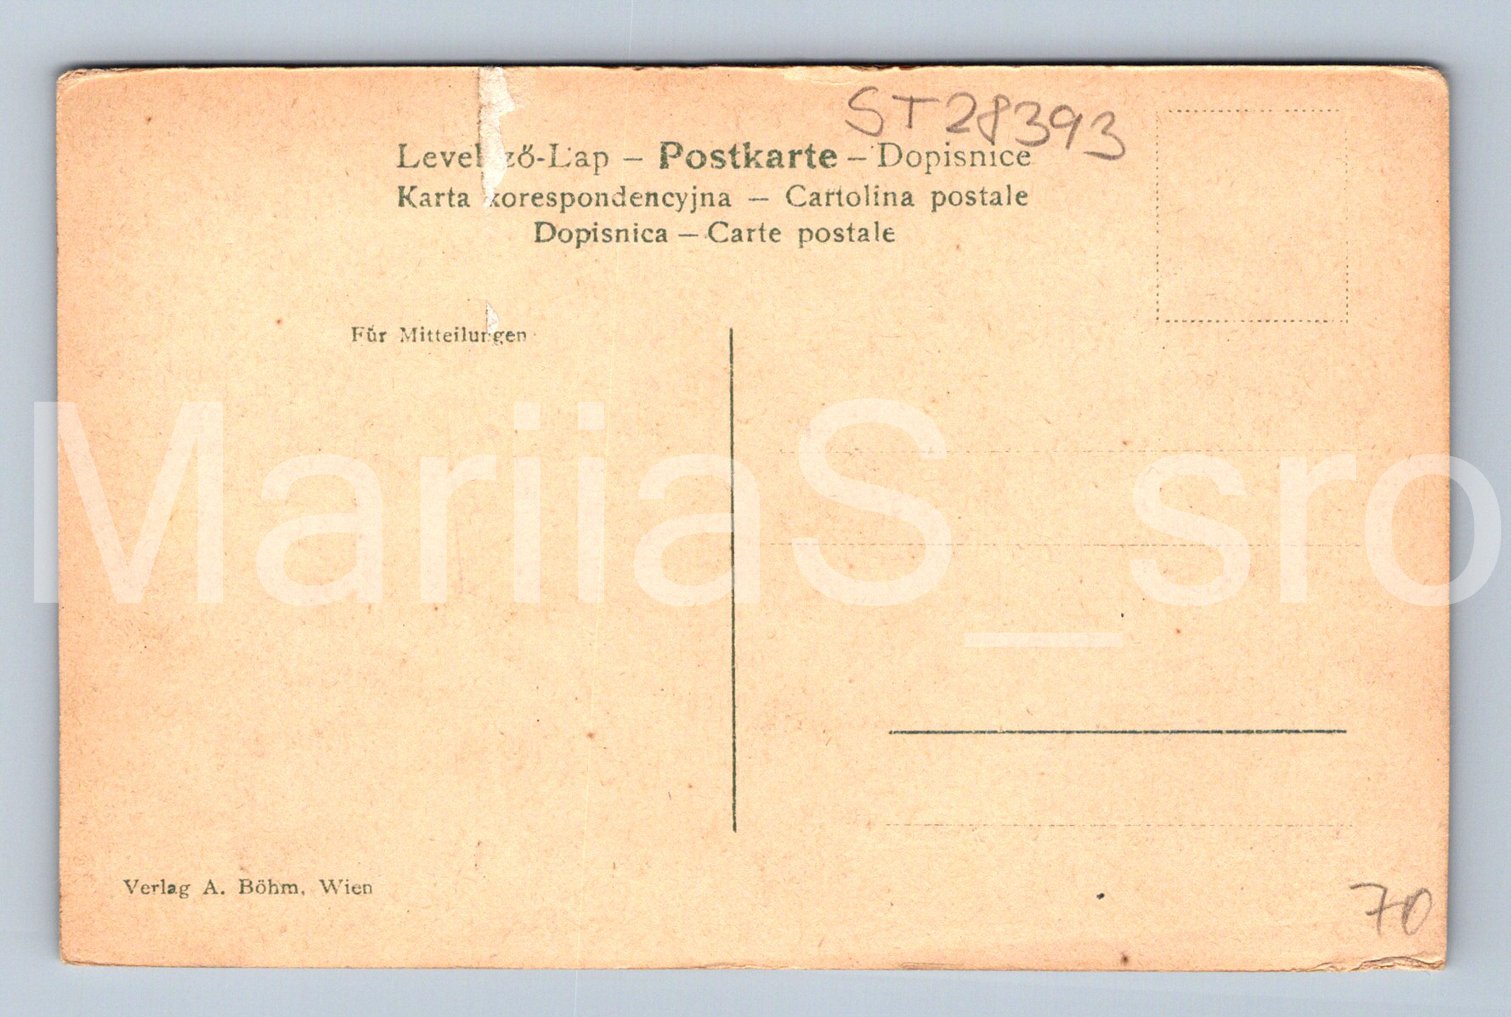 ST28393
Levelező-Lap – Postkarte – Dopisnice
Karta korespondencyjna – Cartolina postale
Dopisnica – Carte postale
Für Mitteilungen
MariiaS_sro
Verlag A. Böhm, Wien
70